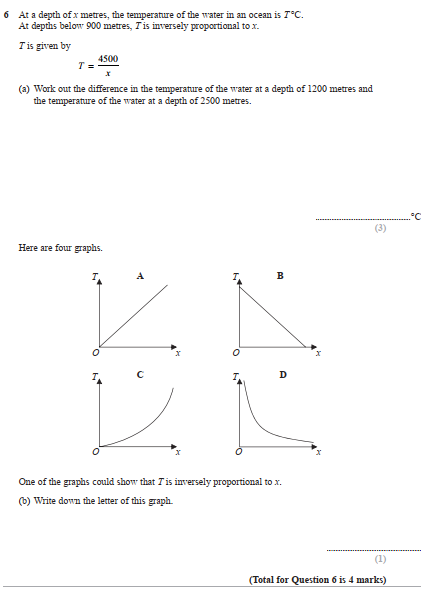 6 At a depth of x metres, the temperature of the water in an ocean is T°C.
At depths below 900 metres, T is inversely proportional to x.
T is given by
T = 4500
x
(a) Work out the difference in the temperature of the water at a depth of 1200 metres and
the temperature of the water at a depth of 2500 metres.
..........................................°C
(3)
Here are four graphs.
T A
O x
T B
O x
T C
O x
T D
O x
One of the graphs could show that T is inversely proportional to x.
(b) Write down the letter of this graph.
..........................................
(1)
(Total for Question 6 is 4 marks)